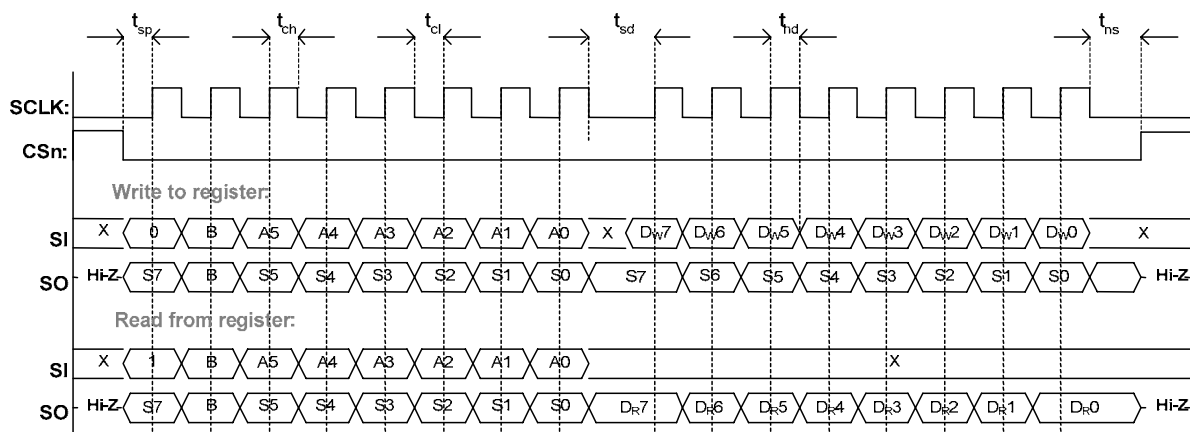 tsp tch tcl tsd thd tns
SCLK:
CSn:
Write to register:
SI X 0 B A5 A4 A3 A2 A1 A0 X DW7 DW6 DW5 DW4 DW3 DW2 DW1 DW0 X
SO Hi-Z S7 B S5 S4 S3 S2 S1 S0 S7 S6 S5 S4 S3 S2 S1 S0 Hi-Z
Read from register:
SI X 1 B A5 A4 A3 A2 A1 A0 X
SO Hi-Z S7 B S5 S4 S3 S2 S1 S0 DR7 DR6 DR5 DR4 DR3 DR2 DR1 DR0 Hi-Z